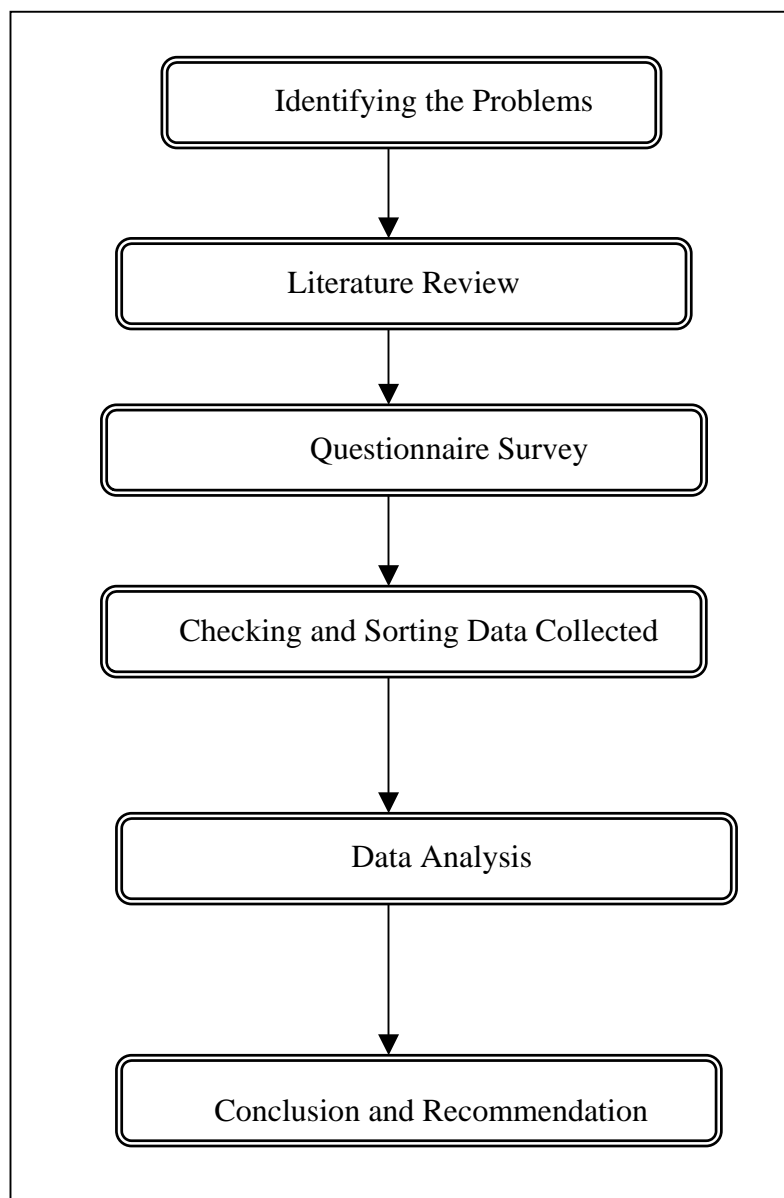 Identifying the Problems
Literature Review
Questionnaire Survey
Checking and Sorting Data Collected
Data Analysis
Conclusion and Recommendation